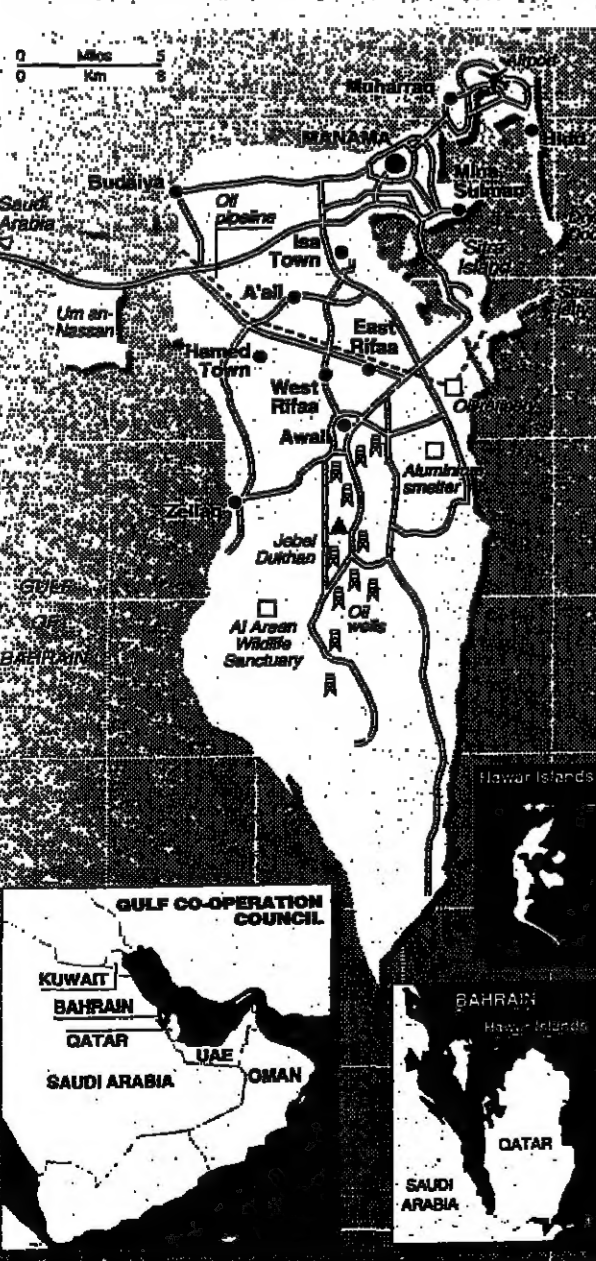 0 Miles 5
0 Km 8
Airport
Muharraq
MANAMA
Hidd
Mina
Sulman
Budaiya
Saudi
Arabia
Oil
pipeline
Isa
Town
Sitra
Island
A'ali
Um an-
Nassan
East
Rifaa
Hamed
Town
West
Rifaa
Awali
Aluminium
smelter
Zellaq
Jebel
Dukhan
GULF
OF
BAHRAIN
Oil
wells
Al Areen
Wildlife
Sanctuary
Hawar Islands
GULF CO-OPERATION
COUNCIL
KUWAIT
BAHRAIN
QATAR
UAE
SAUDI ARABIA
OMAN
BAHRAIN
Hawar Islands
QATAR
SAUDI
ARABIA